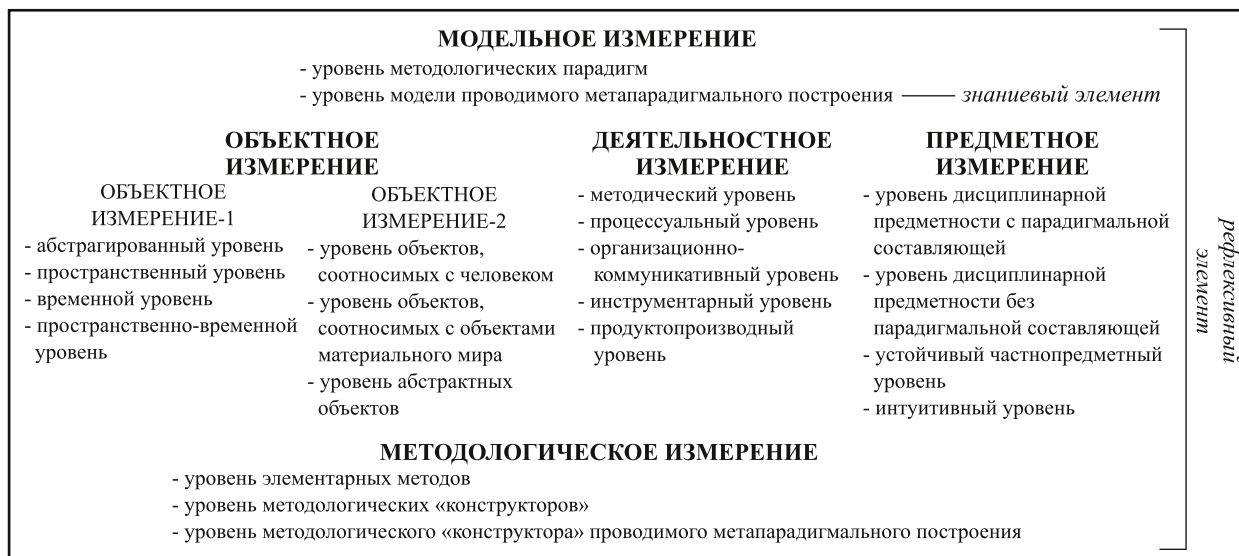 МОДЕЛЬНОЕ ИЗМЕРЕНИЕ
- уровень методологических парадигм
- уровень модели проводимого метапарадигмального построения —— знаниевый элемент
ОБЪЕКТНОЕ
ИЗМЕРЕНИЕ
ОБЪЕКТНОЕ
ИЗМЕРЕНИЕ-1
- абстрагированный уровень
- пространственный уровень
- временной уровень
- пространственно-временной
уровень
ОБЪЕКТНОЕ
ИЗМЕРЕНИЕ-2
- уровень объектов,
соотносимых с человеком
- уровень объектов,
соотносимых с объектами
материального мира
- уровень абстрактных
объектов
ДЕЯТЕЛЬНОСТНОЕ
ИЗМЕРЕНИЕ
- методический уровень
- процессуальный уровень
- организационно-
коммуникативный уровень
- инструментарный уровень
- продуктопроизводный
уровень
ПРЕДМЕТНОЕ
ИЗМЕРЕНИЕ
- уровень дисциплинарной
предметности с парадигмальной
составляющей
- уровень дисциплинарной
предметности без
парадигмальной составляющей
- устойчивый частнопредметный
уровень
- интуитивный уровень
МЕТОДОЛОГИЧЕСКОЕ ИЗМЕРЕНИЕ
- уровень элементарных методов
- уровень методологических «конструкторов»
- уровень методологического «конструктора» проводимого метапарадигмального построения
рефлексивный
элемент